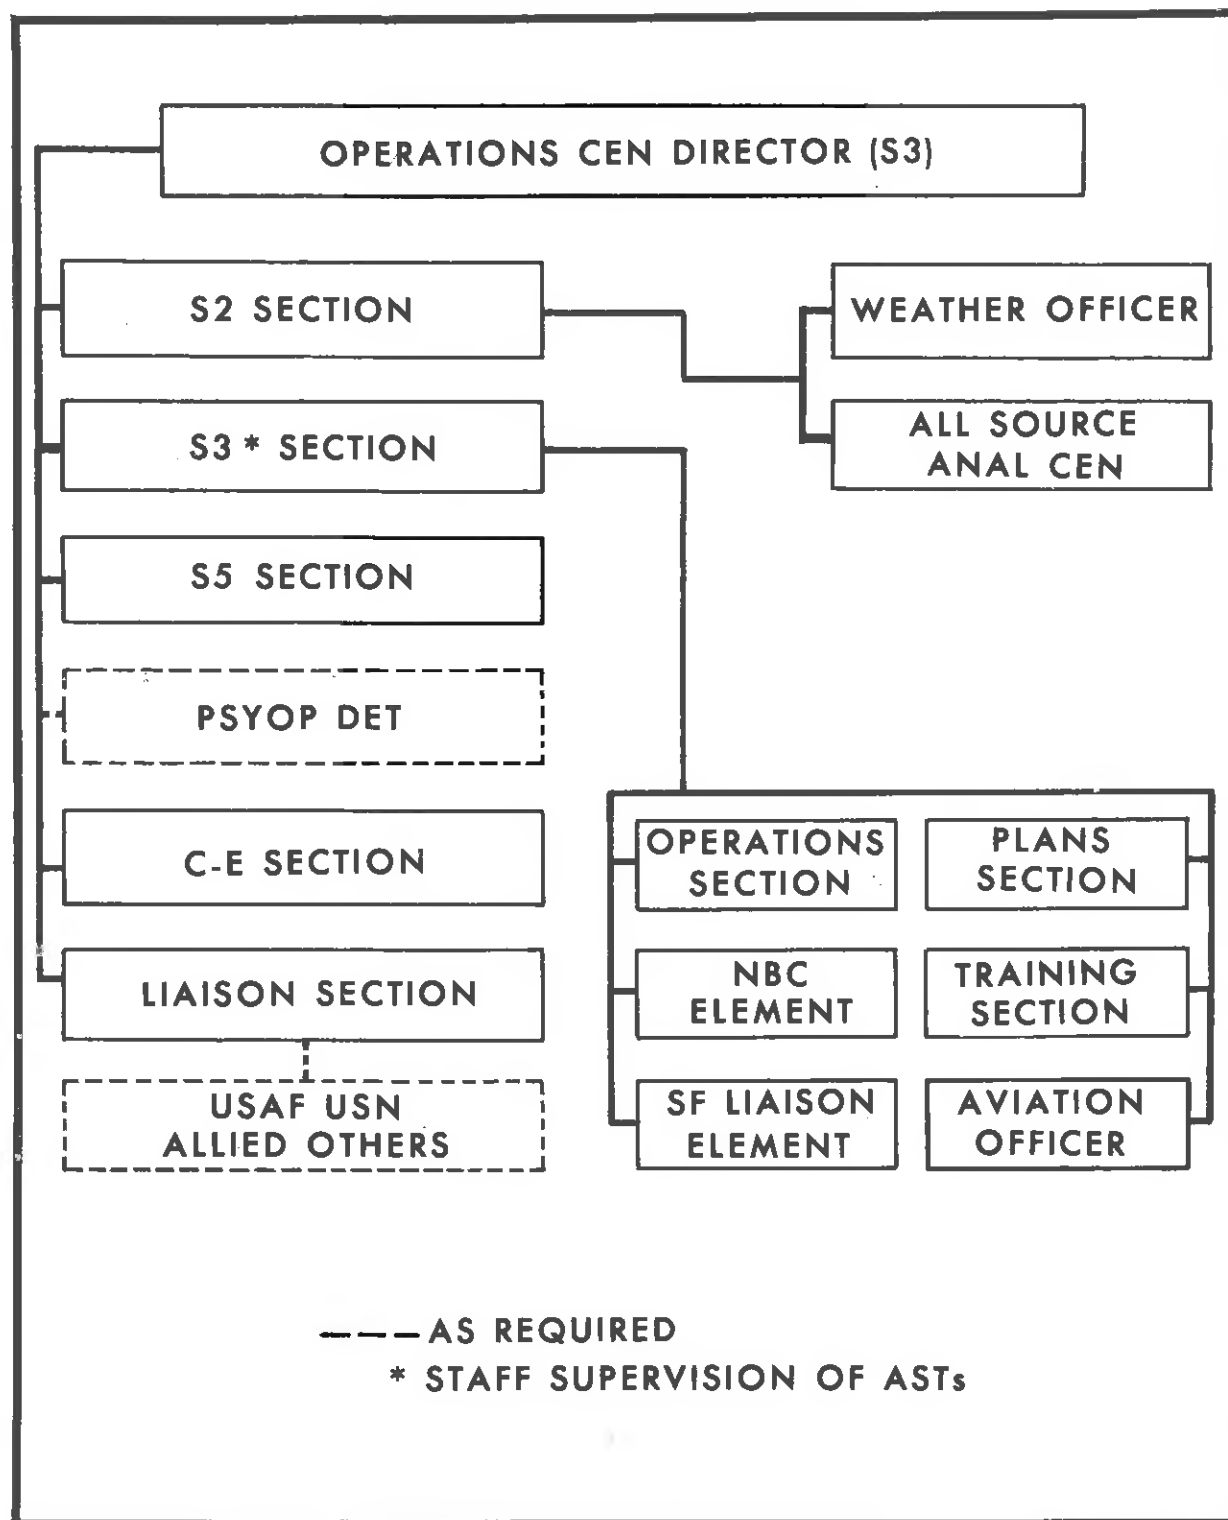 OPERATIONS CEN DIRECTOR (S3)
S2 SECTION
WEATHER OFFICER
ALL SOURCE
ANAL CEN
S3 * SECTION
S5 SECTION
PSYOP DET
C-E SECTION
LIAISON SECTION
USAF USN
ALLIED OTHERS
OPERATIONS
SECTION
PLANS
SECTION
NBC
ELEMENT
TRAINING
SECTION
SF LIAISON
ELEMENT
AVIATION
OFFICER
---- AS REQUIRED
* STAFF SUPERVISION OF ASTs